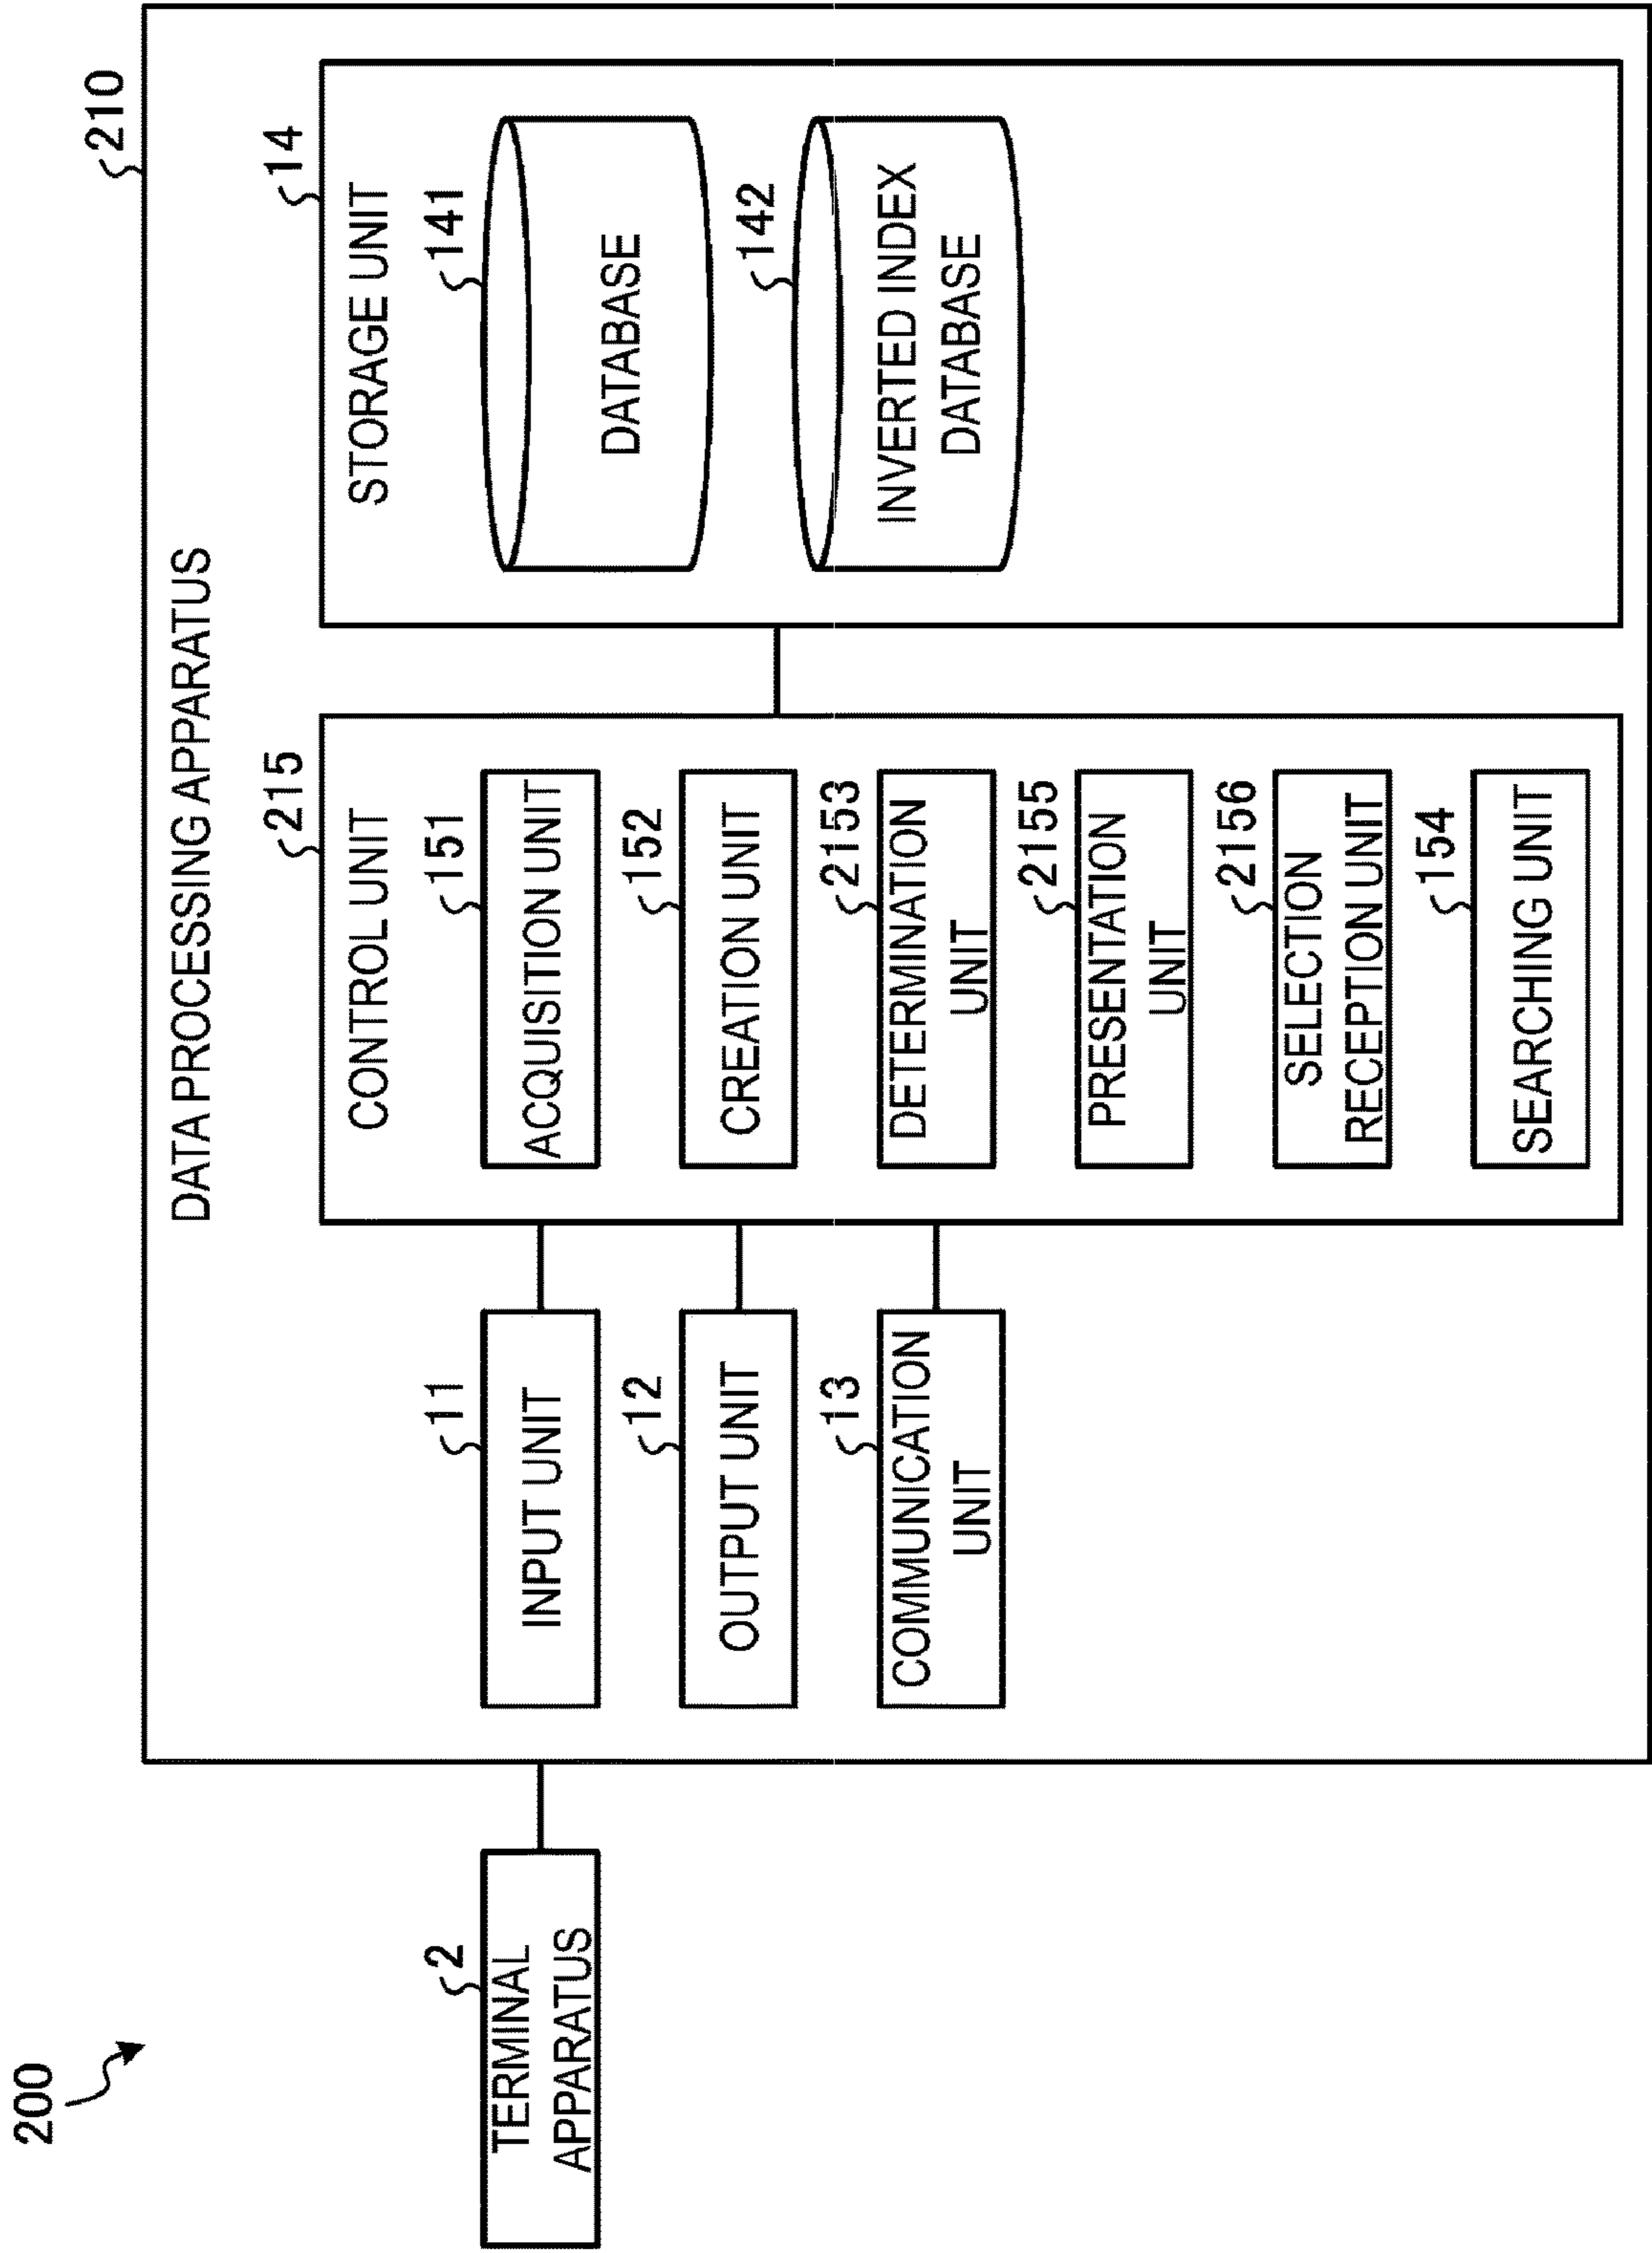 200
210
DATA PROCESSING APPARATUS
2
TERMINAL
APPARATUS
11
INPUT UNIT
12
OUTPUT UNIT
13
COMMUNICATION
UNIT
215
CONTROL UNIT
151
ACQUISITION UNIT
152
CREATION UNIT
2153
DETERMINATION
UNIT
2155
PRESENTATION
UNIT
2156
SELECTION
RECEPTION UNIT
154
SEARCHING UNIT
14
STORAGE UNIT
141
DATABASE
142
INVERTED INDEX
DATABASE